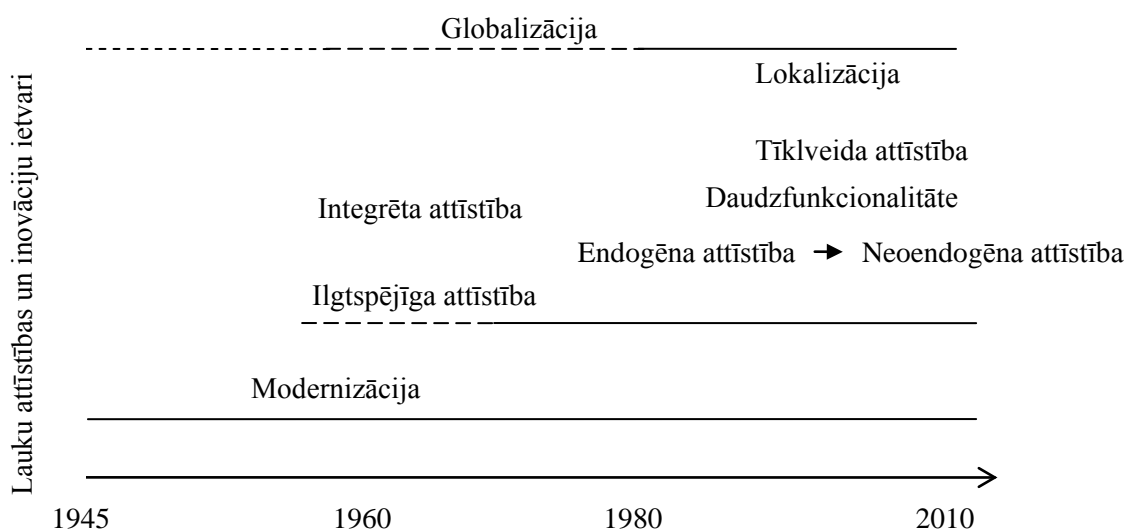 Lauku attīstības un inovāciju ietvari
Globalizācija
Lokalizācija
Tīklveida attīstība
Daudzfunkcionalitāte
Integrēta attīstība
Endogēna attīstība → Neoendogēna attīstība
Ilgtspējīga attīstība
Modernizācija
1945 1960 1980 2010